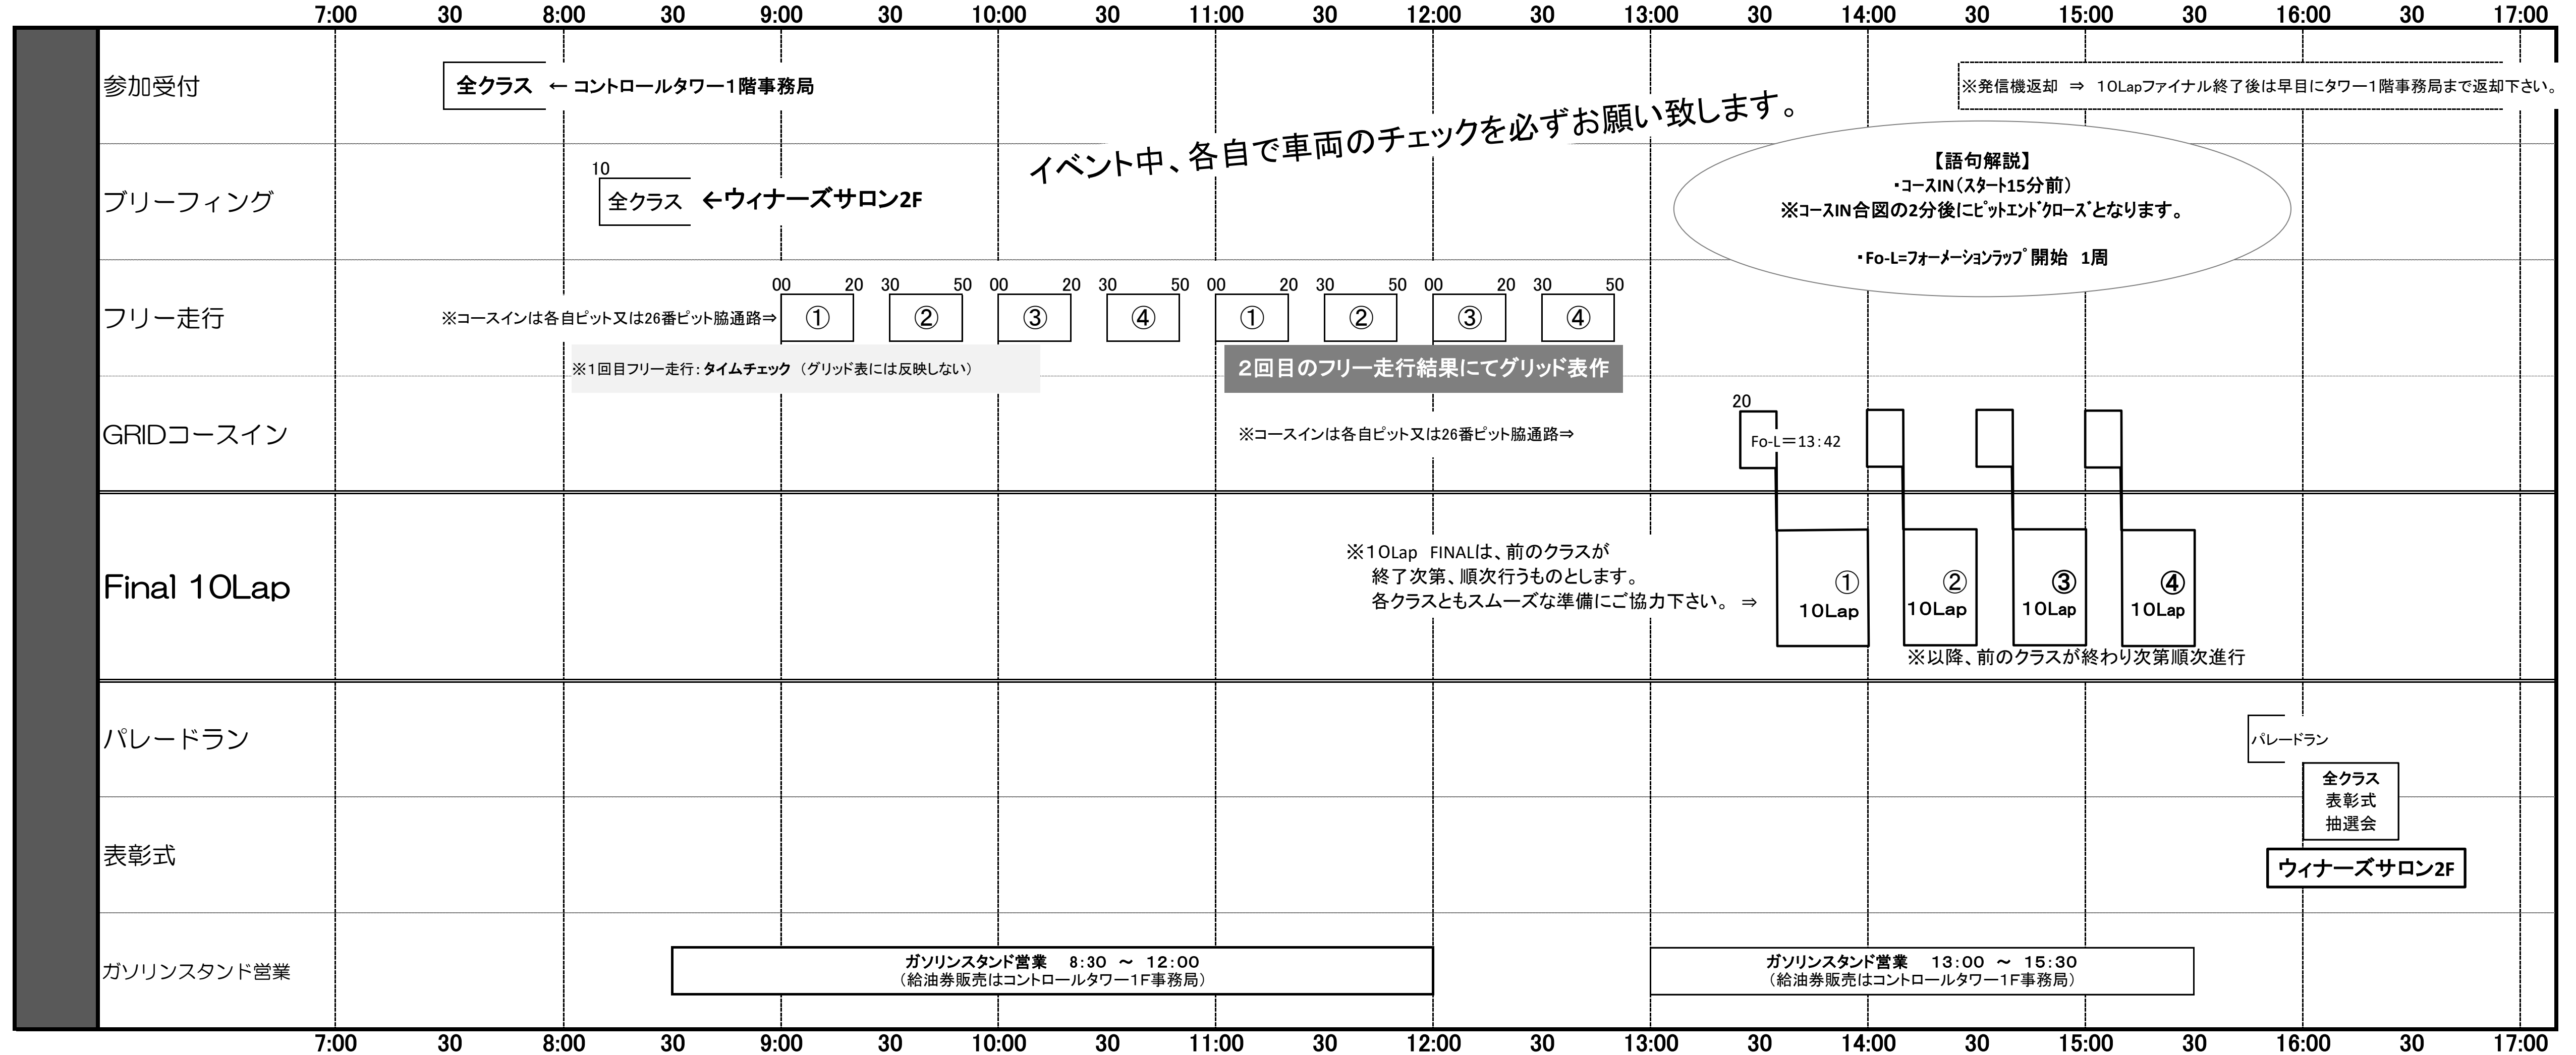 7:00 30 8:00 30 9:00 30 10:00 30 11:00 30 12:00 30 13:00 30 14:00 30 15:00 30 16:00 30 17:00
参加受付
全クラス ← コントロールタワー1階事務局
※発信機返却 ⇒ 10Lapファイナル終了後は早目にタワー1階事務局まで返却下さい。
イベント中、各自で車両のチェックを必ずお願い致します。
ブリーフィング
10
全クラス ←ウィナーズサロン2F
【語句解説】
・コースIN(スタート15分前)
※コースIN合図の2分後にピットエンドクローズとなります。
・Fo-L=フォーメーションラップ開始 1周
フリー走行
00 20 30 50 00 20 30 50 00 20 30 50 00 20 30 50
※コースインは各自ピット又は26番ピット脇通路⇒ ① ② ③ ④ ① ② ③ ④
※1回目フリー走行:タイムチェック (グリッド表には反映しない)
2回目のフリー走行結果にてグリッド表作
GRIDコースイン
※コースインは各自ピット又は26番ピット脇通路⇒
20
Fo-L=13:42
Final 10Lap
※10Lap FINALは、前のクラスが
終了次第、順次行うものとします。
各クラスともスムーズな準備にご協力下さい。 ⇒
① ② ③ ④
10Lap 10Lap 10Lap 10Lap
※以降、前のクラスが終わり次第順次進行
パレードラン
パレードラン
全クラス
表彰式
抽選会
表彰式
ウィナーズサロン2F
ガソリンスタンド営業
ガソリンスタンド営業 8:30 ～ 12:00
(給油券販売はコントロールタワー1F事務局)
ガソリンスタンド営業 13:00 ～ 15:30
(給油券販売はコントロールタワー1F事務局)
7:00 30 8:00 30 9:00 30 10:00 30 11:00 30 12:00 30 13:00 30 14:00 30 15:00 30 16:00 30 17:00